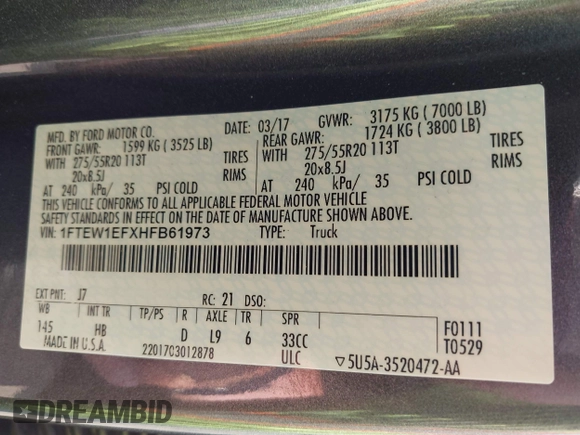 MFD. BY FORD MOTOR CO.
DATE: 03/17
GVWR: 3175 KG ( 7000 LB)
FRONT GAWR: 1599 KG ( 3525 LB)
REAR GAWR: 1724 KG ( 3800 LB)
WITH 275/55R20 113T TIRES
WITH 275/55R20 113T TIRES
20x8.5J RIMS
20x8.5J RIMS
AT 240 kPa/ 35 PSI COLD
AT 240 kPa/ 35 PSI COLD
THIS VEHICLE CONFORMS TO ALL APPLICABLE FEDERAL MOTOR VEHICLE
SAFETY STANDARDS IN EFFECT ON THE DATE OF MANUFACTURE SHOWN ABOVE.
VIN: 1FTEW1EFXHFB61973
TYPE: Truck
EXT PNT: J7
RC: 21 DSO:
WB INT TR TP/PS R AXLE TR SPR
145 HB D L9 6 33CC
F0111
T0529
MADE IN U.S.A.
2201703012878
ULC
▽5U5A-3520472-AA
DREAMBID